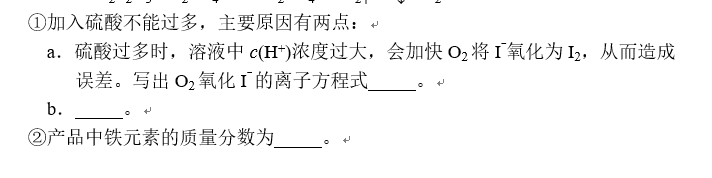 ①加入硫酸不能过多，主要原因有两点：
a．硫酸过多时，溶液中 c(H⁺)浓度过大，会加快 O₂将 I⁻氧化为 I₂，从而造成
误差。写出 O₂氧化 I⁻的离子方程式_____。
b．_____。
②产品中铁元素的质量分数为_____。